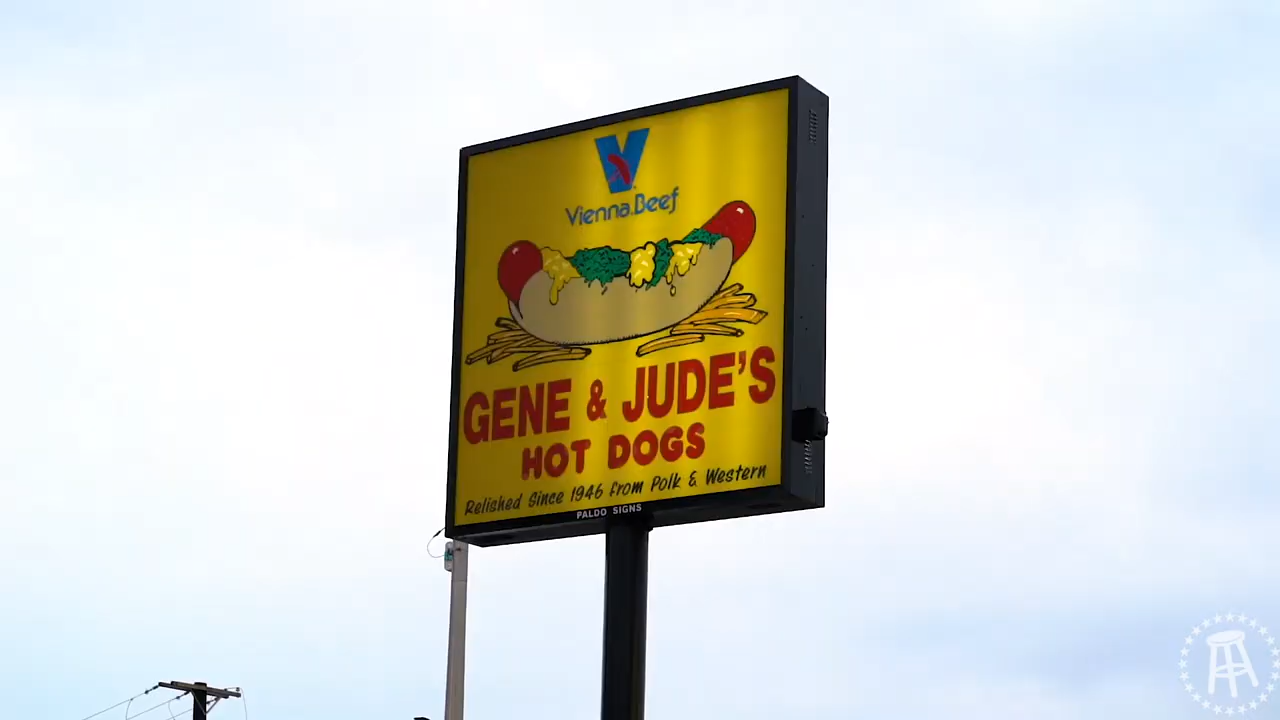 V
Vienna.Beef
GENE & JUDE'S
HOT DOGS
Relished Since 1946 from Polk & Western
PALDO SIGNS